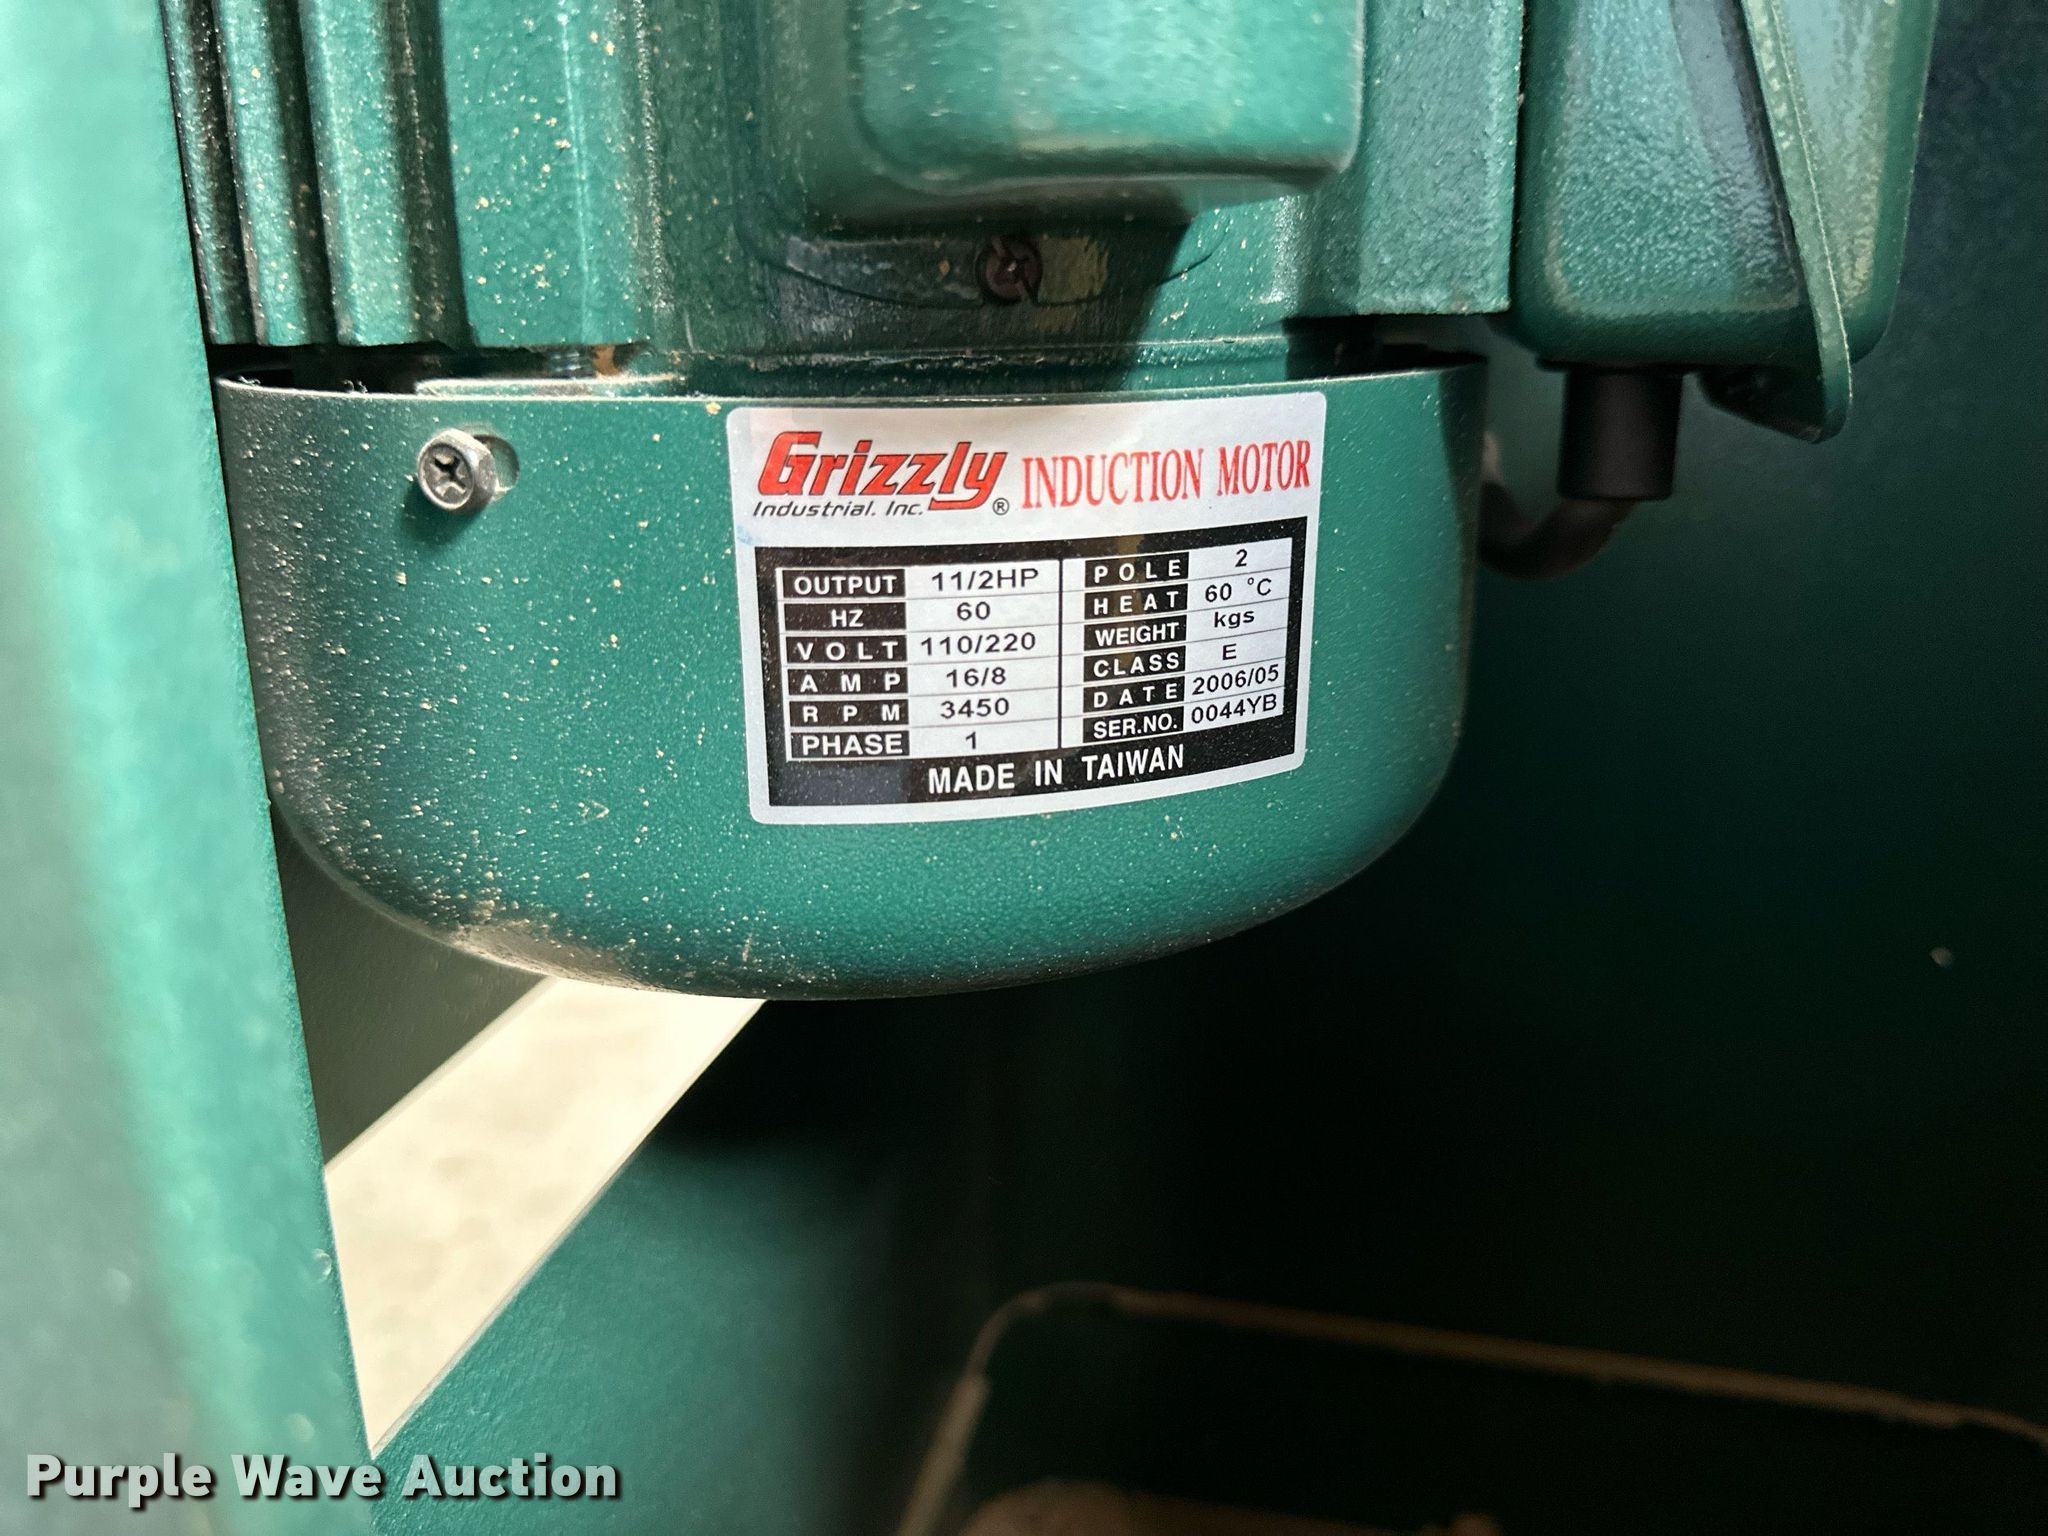 Grizzly INDUCTION MOTOR
Industrial, Inc. ®
OUTPUT 11/2HP
HZ 60
VOLT 110/220
AMP 16/8
RPM 3450
PHASE 1
POLE 2
HEAT 60 °C
WEIGHT kgs
CLASS E
DATE 2006/05
SER.NO. 0044YB
MADE IN TAIWAN
Purple Wave Auction